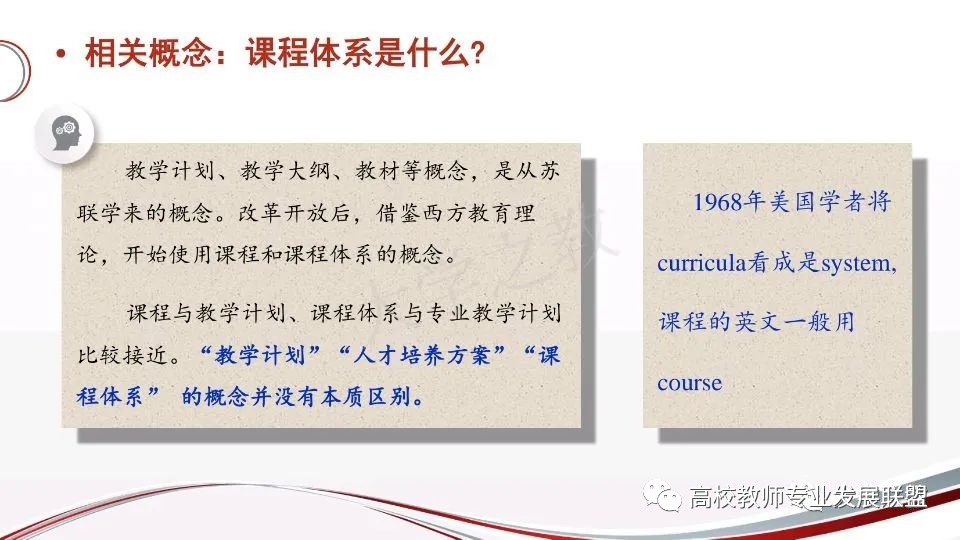 • 相关概念：课程体系是什么?
教学计划、教学大纲、教材等概念，是从苏
联学来的概念。改革开放后，借鉴西方教育理
论，开始使用课程和课程体系的概念。
课程与教学计划、课程体系与专业教学计划
比较接近。“教学计划”“人才培养方案”“课
程体系” 的概念并没有本质区别。
1968年美国学者将
curricula看成是system,
课程的英文一般用
course
高校教师专业发展联盟